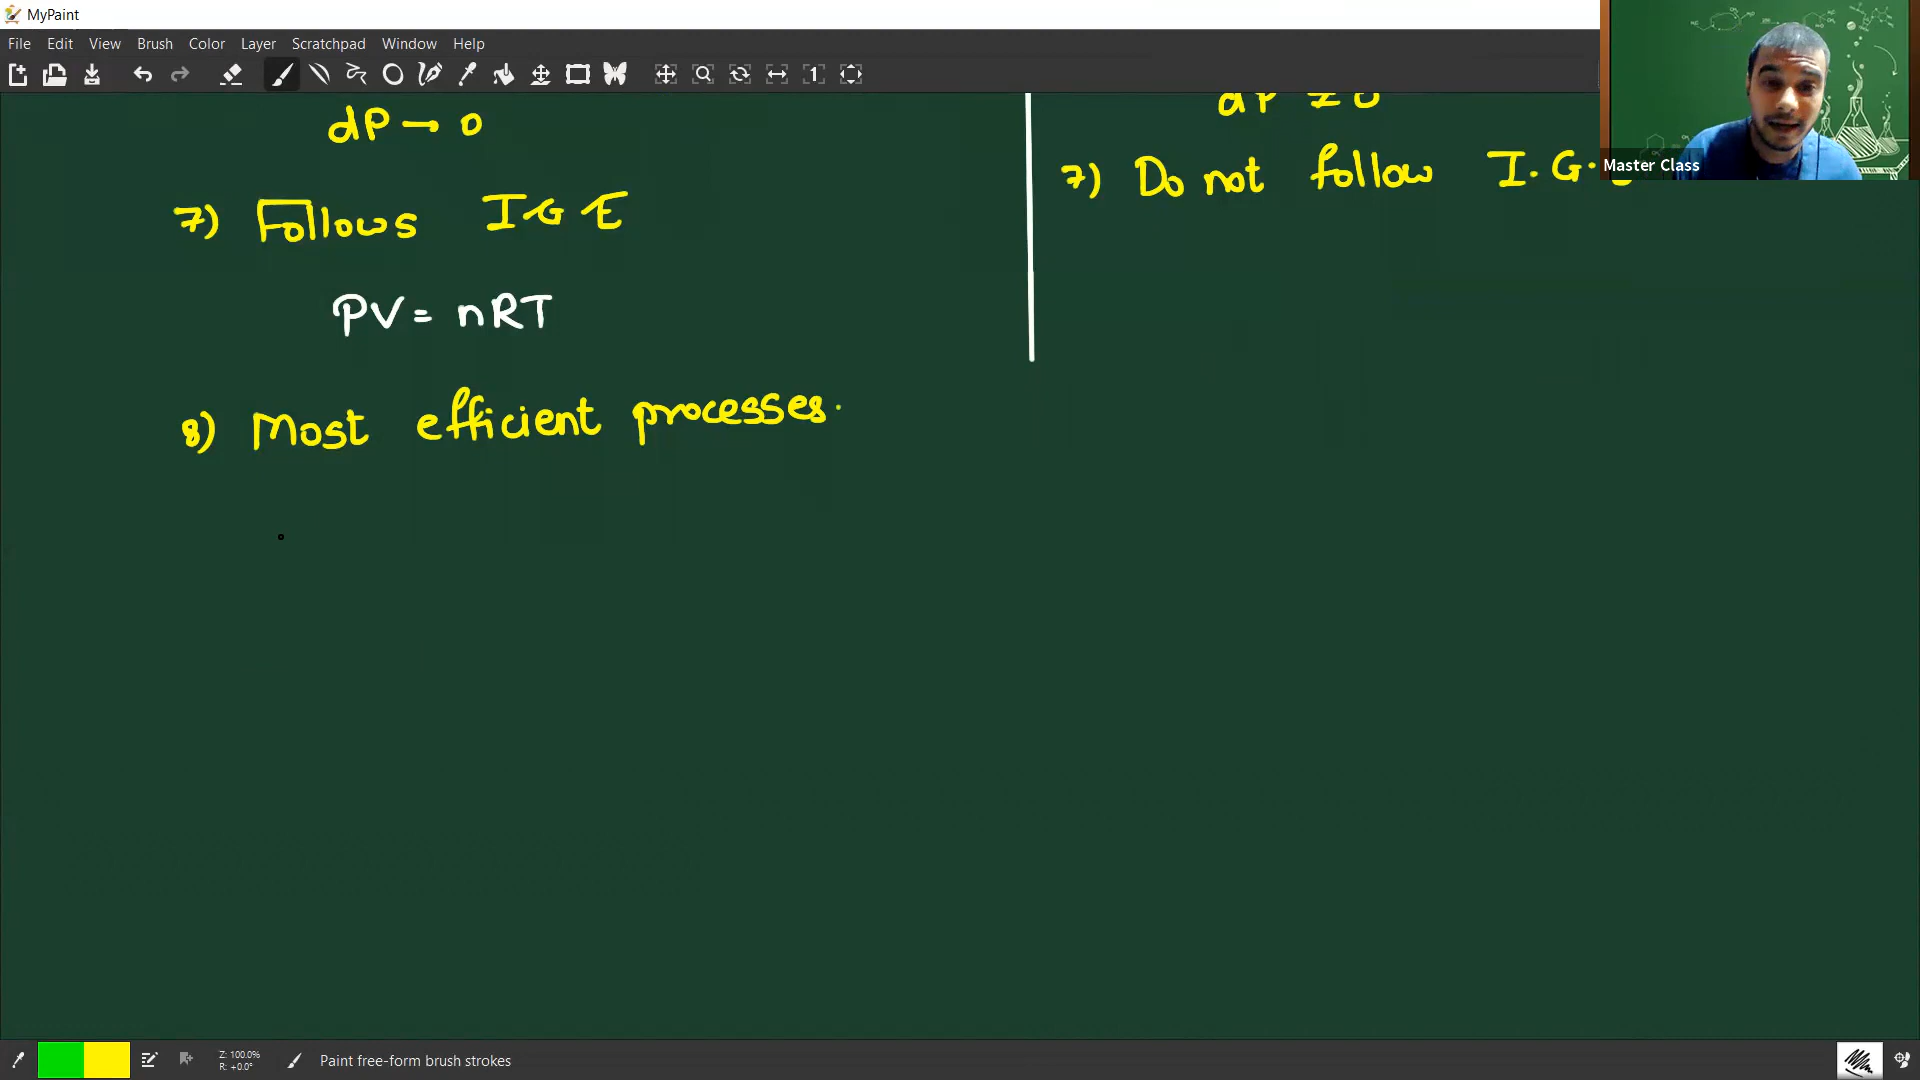 MyPaint
File Edit View Brush Color Layer Scratchpad Window Help
1
Master Class
dP → 0
7) Follows IGE
PV = nRT
8) Most efficient processes.
7) Do not follow I.G.
Z: 100.0%
R: +0.0°
Paint free-form brush strokes